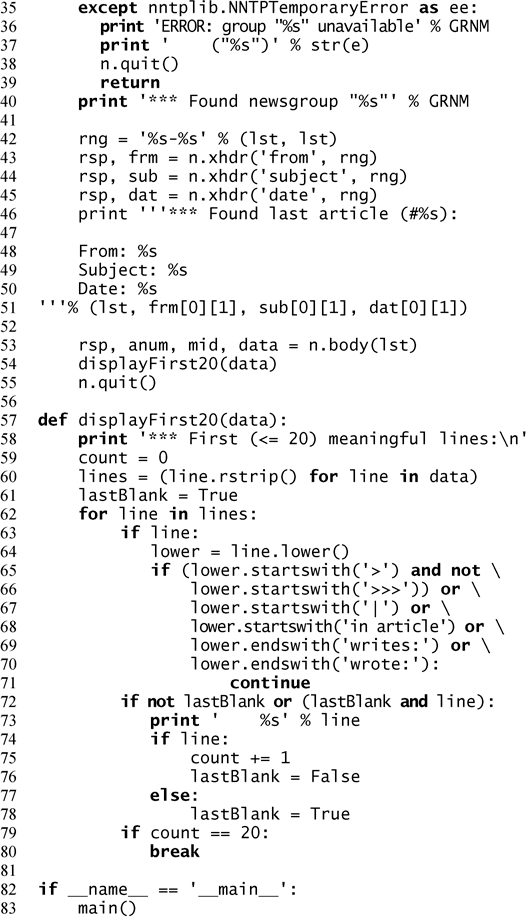 35 except nntplib.NNTPTemporaryError as ee:
36 print 'ERROR: group "%s" unavailable' % GRNM
37 print '    ("%s")' % str(e)
38 n.quit()
39 return
40 print '*** Found newsgroup "%s"' % GRNM
41
42 rng = '%s-%s' % (lst, lst)
43 rsp, frm = n.xhdr('from', rng)
44 rsp, sub = n.xhdr('subject', rng)
45 rsp, dat = n.xhdr('date', rng)
46 print '''*** Found last article (#%s):
47
48 From: %s
49 Subject: %s
50 Date: %s
51 '''% (lst, frm[0][1], sub[0][1], dat[0][1])
52
53 rsp, anum, mid, data = n.body(lst)
54 displayFirst20(data)
55 n.quit()
56
57 def displayFirst20(data):
58 print '*** First (<= 20) meaningful lines:\n'
59 count = 0
60 lines = (line.rstrip() for line in data)
61 lastBlank = True
62 for line in lines:
63 if line:
64 lower = line.lower()
65 if (lower.startswith('>') and not \
66 lower.startswith('>>>')) or \
67 lower.startswith('|') or \
68 lower.startswith('in article') or \
69 lower.endswith('writes:') or \
70 lower.endswith('wrote:'):
71 continue
72 if not lastBlank or (lastBlank and line):
73 print '    %s' % line
74 if line:
75 count += 1
76 lastBlank = False
77 else:
78 lastBlank = True
79 if count == 20:
80 break
81
82 if __name__ == '__main__':
83 main()